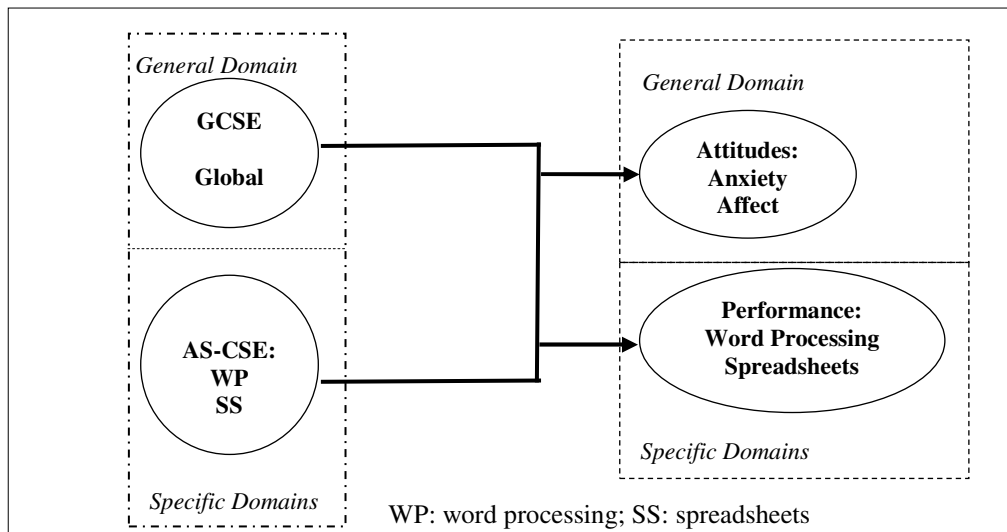 General Domain
GCSE
Global
AS-CSE:
WP
SS
Specific Domains
General Domain
Attitudes:
Anxiety
Affect
Performance:
Word Processing
Spreadsheets
Specific Domains
WP: word processing; SS: spreadsheets